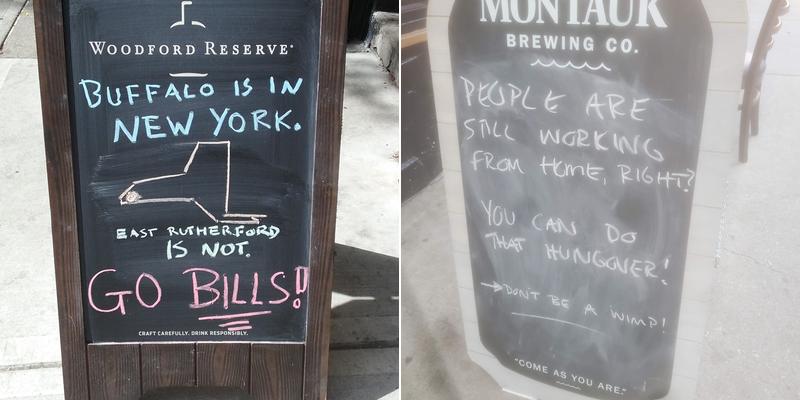 WOODFORD RESERVE
BUFFALO IS IN
NEW YORK.
EAST RUTHERFORD
IS NOT.
GO BILLS!
CRAFT CAREFULLY. DRINK RESPONSIBLY.
MONTAUK
BREWING CO.
PEOPLE ARE
STILL WORKING
FROM HOME, RIGHT?
YOU CAN DO
THAT HUNGOVER!
→ DON'T BE A WIMP!
"COME AS YOU ARE."